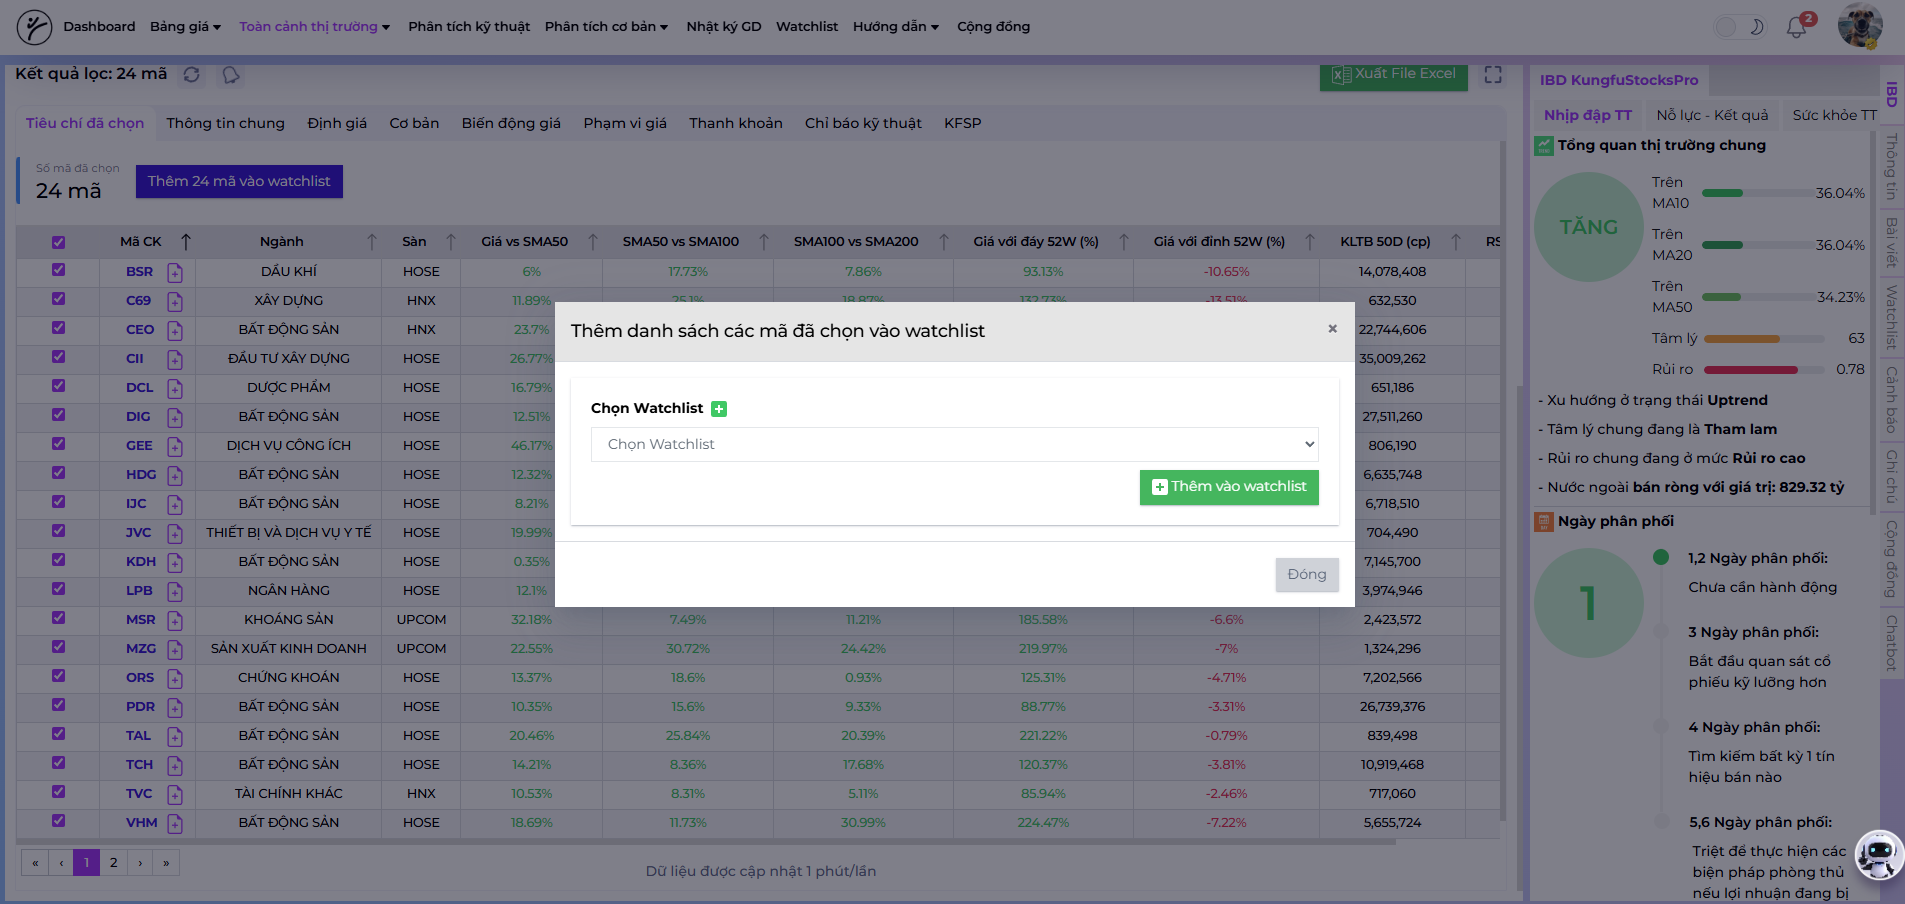 Dashboard Bảng giá Toàn cảnh thị trường Phân tích kỹ thuật Phân tích cơ bản Nhật ký GD Watchlist Hướng dẫn Cộng đồng 2
Kết quả lọc: 24 mã
Xuất File Excel
Tiêu chí đã chọn Thông tin chung Định giá Cơ bản Biến động giá Phạm vi giá Thanh khoản Chỉ báo kỹ thuật KFSP
Số mã đã chọn
24 mã
Thêm 24 mã vào watchlist
Mã CK Ngành Sàn Giá vs SMA50 SMA50 vs SMA100 SMA100 vs SMA200 Giá với đáy 52W (%) Giá với đỉnh 52W (%) KLTB 50D (cp) RS
BSR DẦU KHÍ HOSE 6% 17.73% 7.86% 93.13% -10.65% 14,078,408
C69 XÂY DỰNG HNX 11.89% 25.1% 18.87% 132.73% -13.51% 632,530
CEO BẤT ĐỘNG SẢN HNX 23.7% 22,744,606
CII ĐẦU TƯ XÂY DỰNG HOSE 26.77% 35,009,262
DCL DƯỢC PHẨM HOSE 16.79% 651,186
DIG BẤT ĐỘNG SẢN HOSE 12.51% 27,511,260
GEE DỊCH VỤ CÔNG ÍCH HOSE 46.17% 806,190
HDG BẤT ĐỘNG SẢN HOSE 12.32% 6,635,748
IJC BẤT ĐỘNG SẢN HOSE 8.21% 6,718,510
JVC THIẾT BỊ VÀ DỊCH VỤ Y TẾ HOSE 19.99% 704,490
KDH BẤT ĐỘNG SẢN HOSE 0.35% 7,145,700
LPB NGÂN HÀNG HOSE 12.1% 3,974,946
MSR KHOÁNG SẢN UPCOM 32.18% 7.49% 11.21% 185.58% -6.6% 2,423,572
MZG SẢN XUẤT KINH DOANH UPCOM 22.55% 30.72% 24.42% 219.97% -7% 1,324,296
ORS CHỨNG KHOÁN HOSE 13.37% 18.6% 0.93% 125.31% -4.71% 7,202,566
PDR BẤT ĐỘNG SẢN HOSE 10.35% 15.6% 9.33% 88.77% -3.31% 26,739,376
TAL BẤT ĐỘNG SẢN HOSE 20.46% 25.84% 20.39% 221.22% -0.79% 839,498
TCH BẤT ĐỘNG SẢN HOSE 14.21% 8.36% 17.68% 120.37% -3.81% 10,919,468
TVC TÀI CHÍNH KHÁC HNX 10.53% 8.31% 5.11% 85.94% -2.46% 717,060
VHM BẤT ĐỘNG SẢN HOSE 18.69% 11.73% 30.99% 224.47% -7.22% 5,655,724
« ‹ 1 2 › »
Dữ liệu được cập nhật 1 phút/lần
Thêm danh sách các mã đã chọn vào watchlist
×
Chọn Watchlist
Chọn Watchlist
Thêm vào watchlist
Đóng
IBD KungfuStocksPro
Nhịp đập TT Nỗ lực - Kết quả Sức khỏe TT
Tổng quan thị trường chung
TĂNG
Trên MA10 36.04%
Trên MA20 36.04%
Trên MA50 34.23%
Tâm lý 63
Rủi ro 0.78
- Xu hướng ở trạng thái Uptrend
- Tâm lý chung đang là Tham lam
- Rủi ro chung đang ở mức Rủi ro cao
- Nước ngoài bán ròng với giá trị: 829.32 tỷ
Ngày phân phối
1
1,2 Ngày phân phối:
Chưa cần hành động
3 Ngày phân phối:
Bắt đầu quan sát cổ
phiếu kỹ lưỡng hơn
4 Ngày phân phối:
Tìm kiếm bất kỳ 1 tín
hiệu bán nào
5,6 Ngày phân phối:
Triệt để thực hiện các
biện pháp phòng thủ
nếu lợi nhuận đang bị
IBD
Thông tin
Bài viết
Watchlist
Cảnh báo
Ghi chú
Cộng đồng
Chatbot